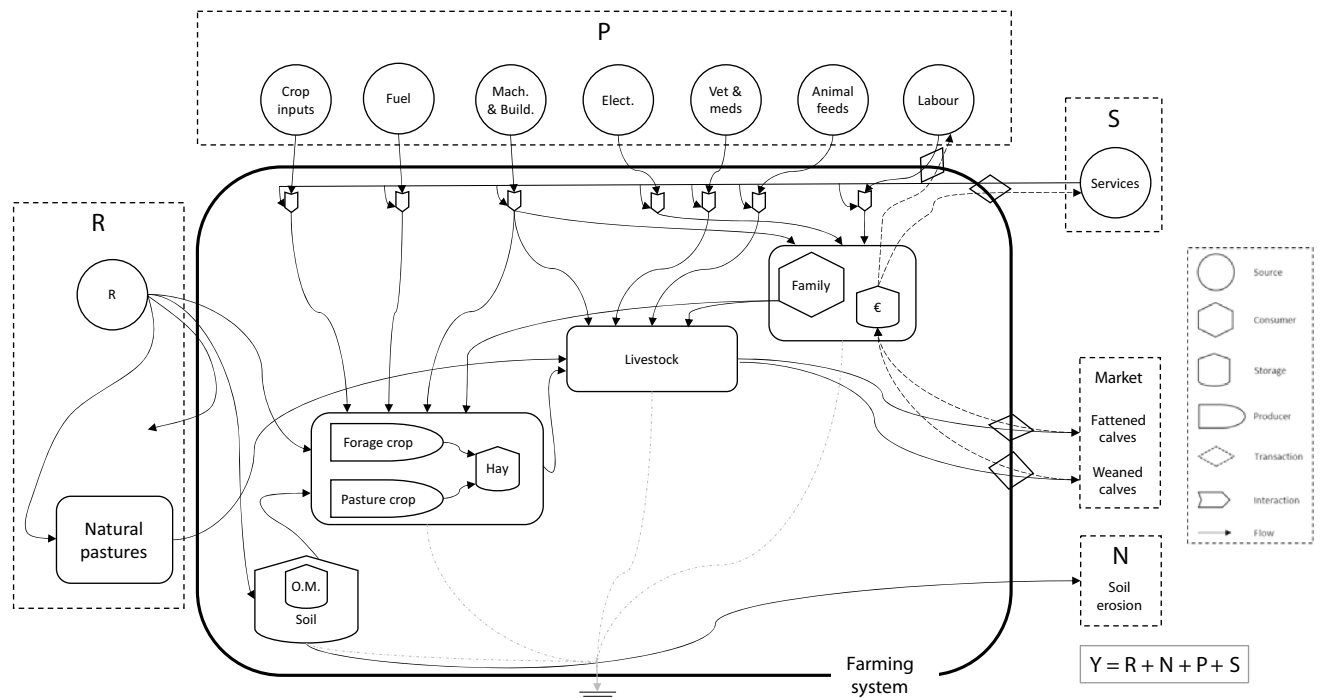 P
Crop
inputs
Fuel
Mach.
& Build.
Elect.
Vet &
meds
Animal
feeds
Labour
S
Services
R
R
Natural
pastures
Family
€
Livestock
Forage crop
Pasture crop
Hay
O.M.
Soil
Market
Fattened
calves
Weaned
calves
N
Soil
erosion
Y = R + N + P + S
Farming
system
Source
Consumer
Storage
Producer
Transaction
Interaction
Flow